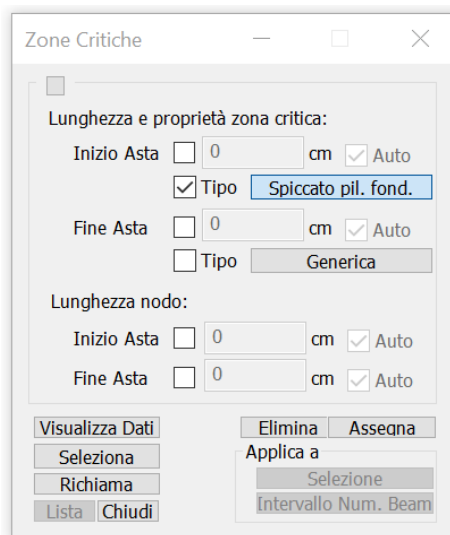 Zone Critiche
Lunghezza e proprietà zona critica:
Inizio Asta 0 cm Auto
Tipo Spiccato pil. fond.
Fine Asta 0 cm Auto
Tipo Generica
Lunghezza nodo:
Inizio Asta 0 cm Auto
Fine Asta 0 cm Auto
Visualizza Dati Elimina Assegna
Seleziona Applica a
Richiama Selezione
Lista Chiudi Intervallo Num. Beam